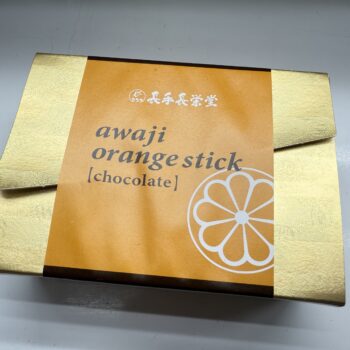 長手長栄堂
awaji
orange stick
[chocolate]